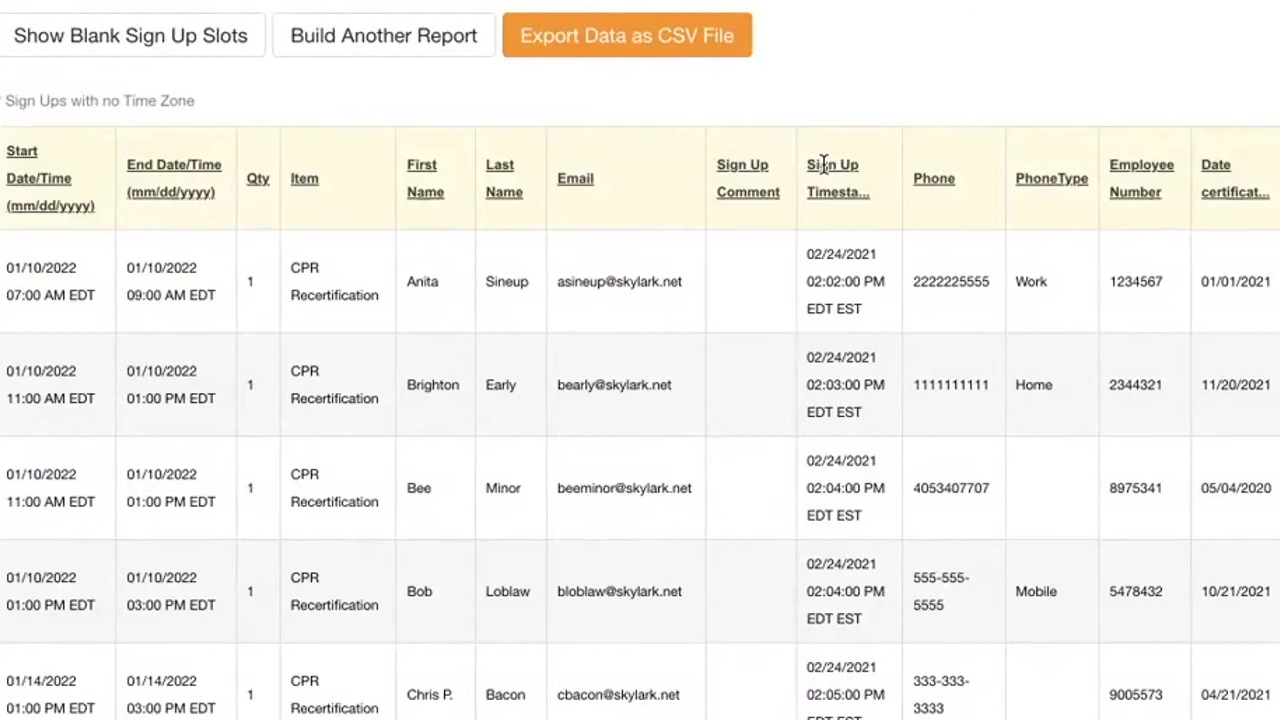 Show Blank Sign Up Slots Build Another Report Export Data as CSV File
* Sign Ups with no Time Zone
Start Date/Time (mm/dd/yyyy) End Date/Time (mm/dd/yyyy) Qty Item First Name Last Name Email Sign Up Comment Sign Up Timesta... Phone PhoneType Employee Number Date certificat...
01/10/2022 07:00 AM EDT 01/10/2022 09:00 AM EDT 1 CPR Recertification Anita Sineup asineup@skylark.net 02/24/2021 02:02:00 PM EDT EST 2222225555 Work 1234567 01/01/2021
01/10/2022 11:00 AM EDT 01/10/2022 01:00 PM EDT 1 CPR Recertification Brighton Early bearly@skylark.net 02/24/2021 02:03:00 PM EDT EST 1111111111 Home 2344321 11/20/2021
01/10/2022 11:00 AM EDT 01/10/2022 01:00 PM EDT 1 CPR Recertification Bee Minor beeminor@skylark.net 02/24/2021 02:04:00 PM EDT EST 4053407707 8975341 05/04/2020
01/10/2022 01:00 PM EDT 01/10/2022 03:00 PM EDT 1 CPR Recertification Bob Loblaw bloblaw@skylark.net 02/24/2021 02:04:00 PM EDT EST 555-555-5555 Mobile 5478432 10/21/2021
01/14/2022 01:00 PM EDT 01/14/2022 03:00 PM EDT 1 CPR Recertification Chris P. Bacon cbacon@skylark.net 02/24/2021 02:05:00 PM EDT EST 333-333-3333 9005573 04/21/2021